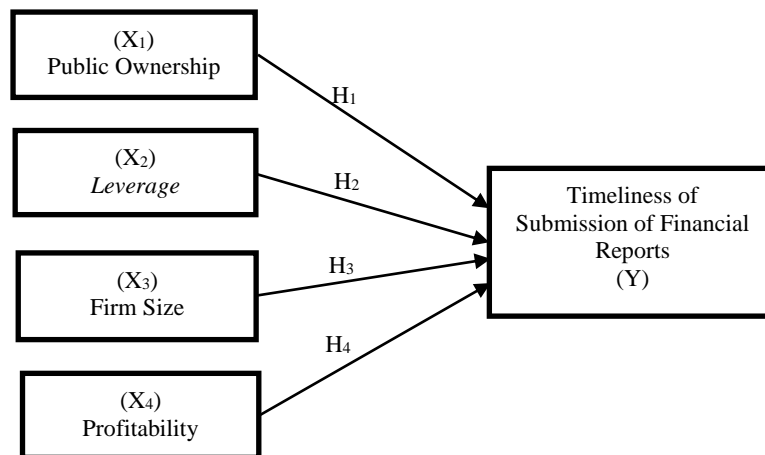 (X₁)
Public Ownership
H₁
(X₂)
Leverage
H₂
Timeliness of
Submission of Financial
Reports
(Y)
(X₃)
Firm Size
H₃
H₄
(X₄)
Profitability